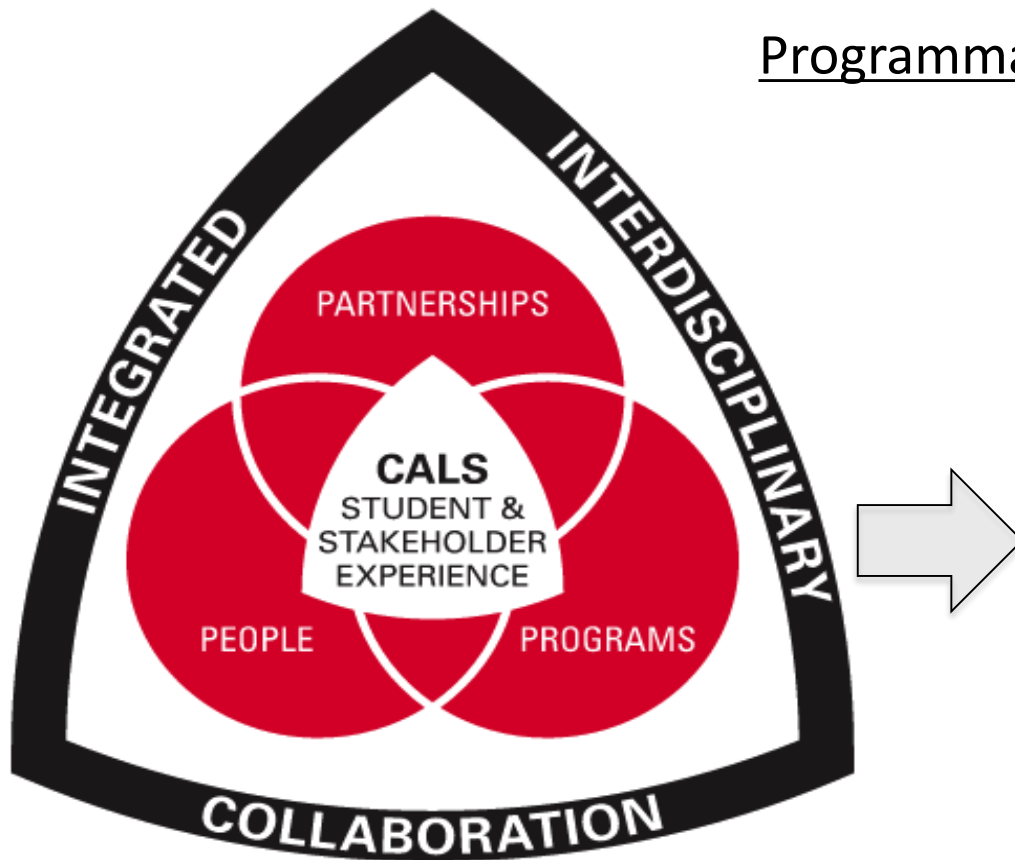 Programma
INTEGRATED
INTERDISCIPLINARY
PARTNERSHIPS
CALS
STUDENT &
STAKEHOLDER
EXPERIENCE
PEOPLE
PROGRAMS
COLLABORATION